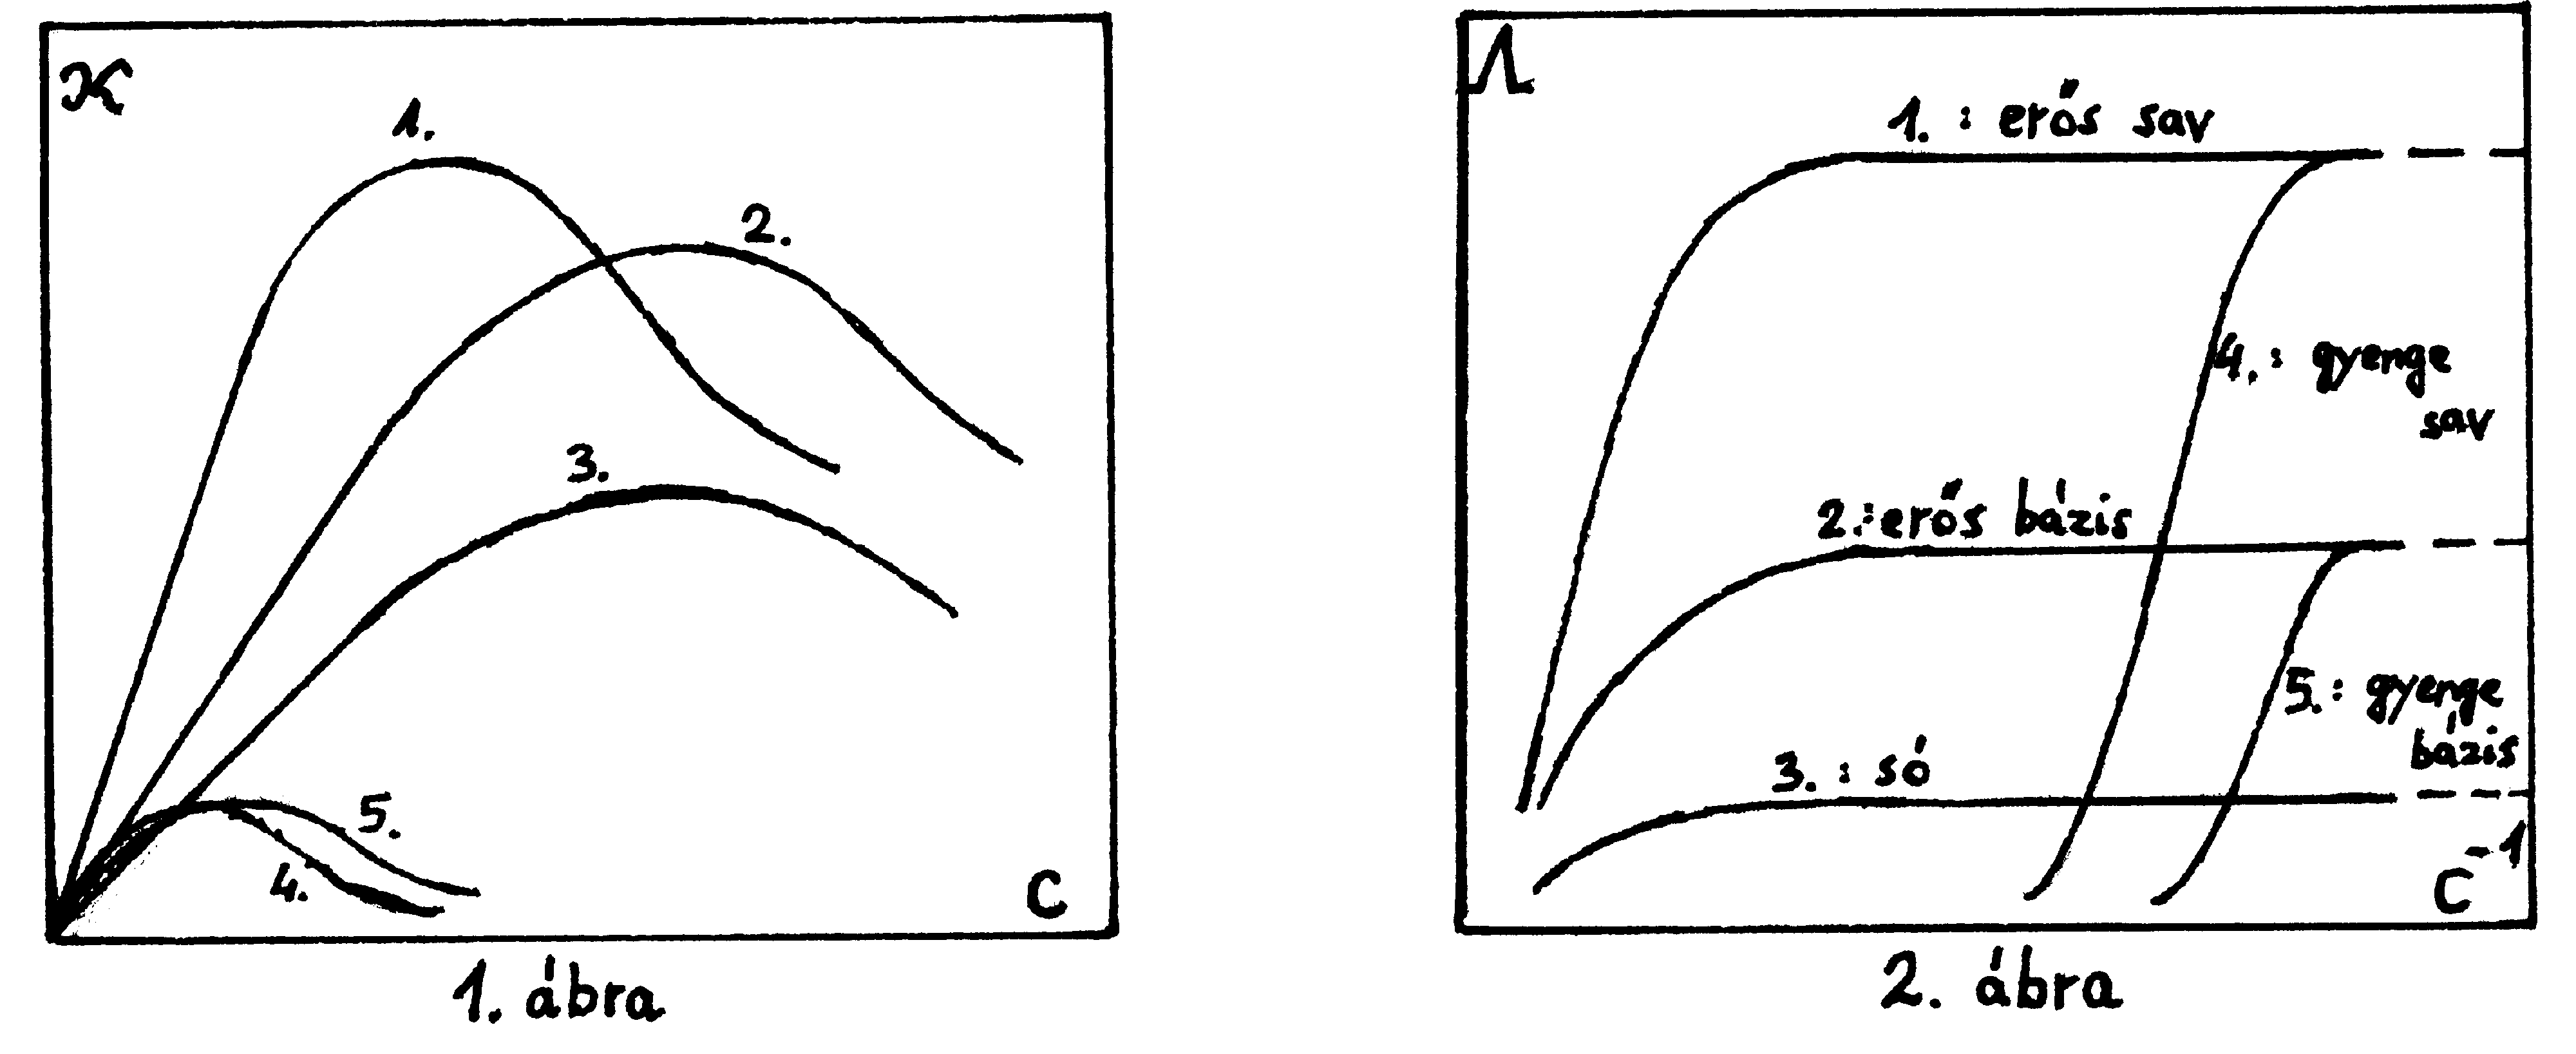 ϰ
1.
2.
3.
5.
4.
C
1. ábra
Λ
1. : erős sav
4. : gyenge
sav
2.: erős bázis
5. : gyenge
bázis
3. : só
C⁻¹
2. ábra